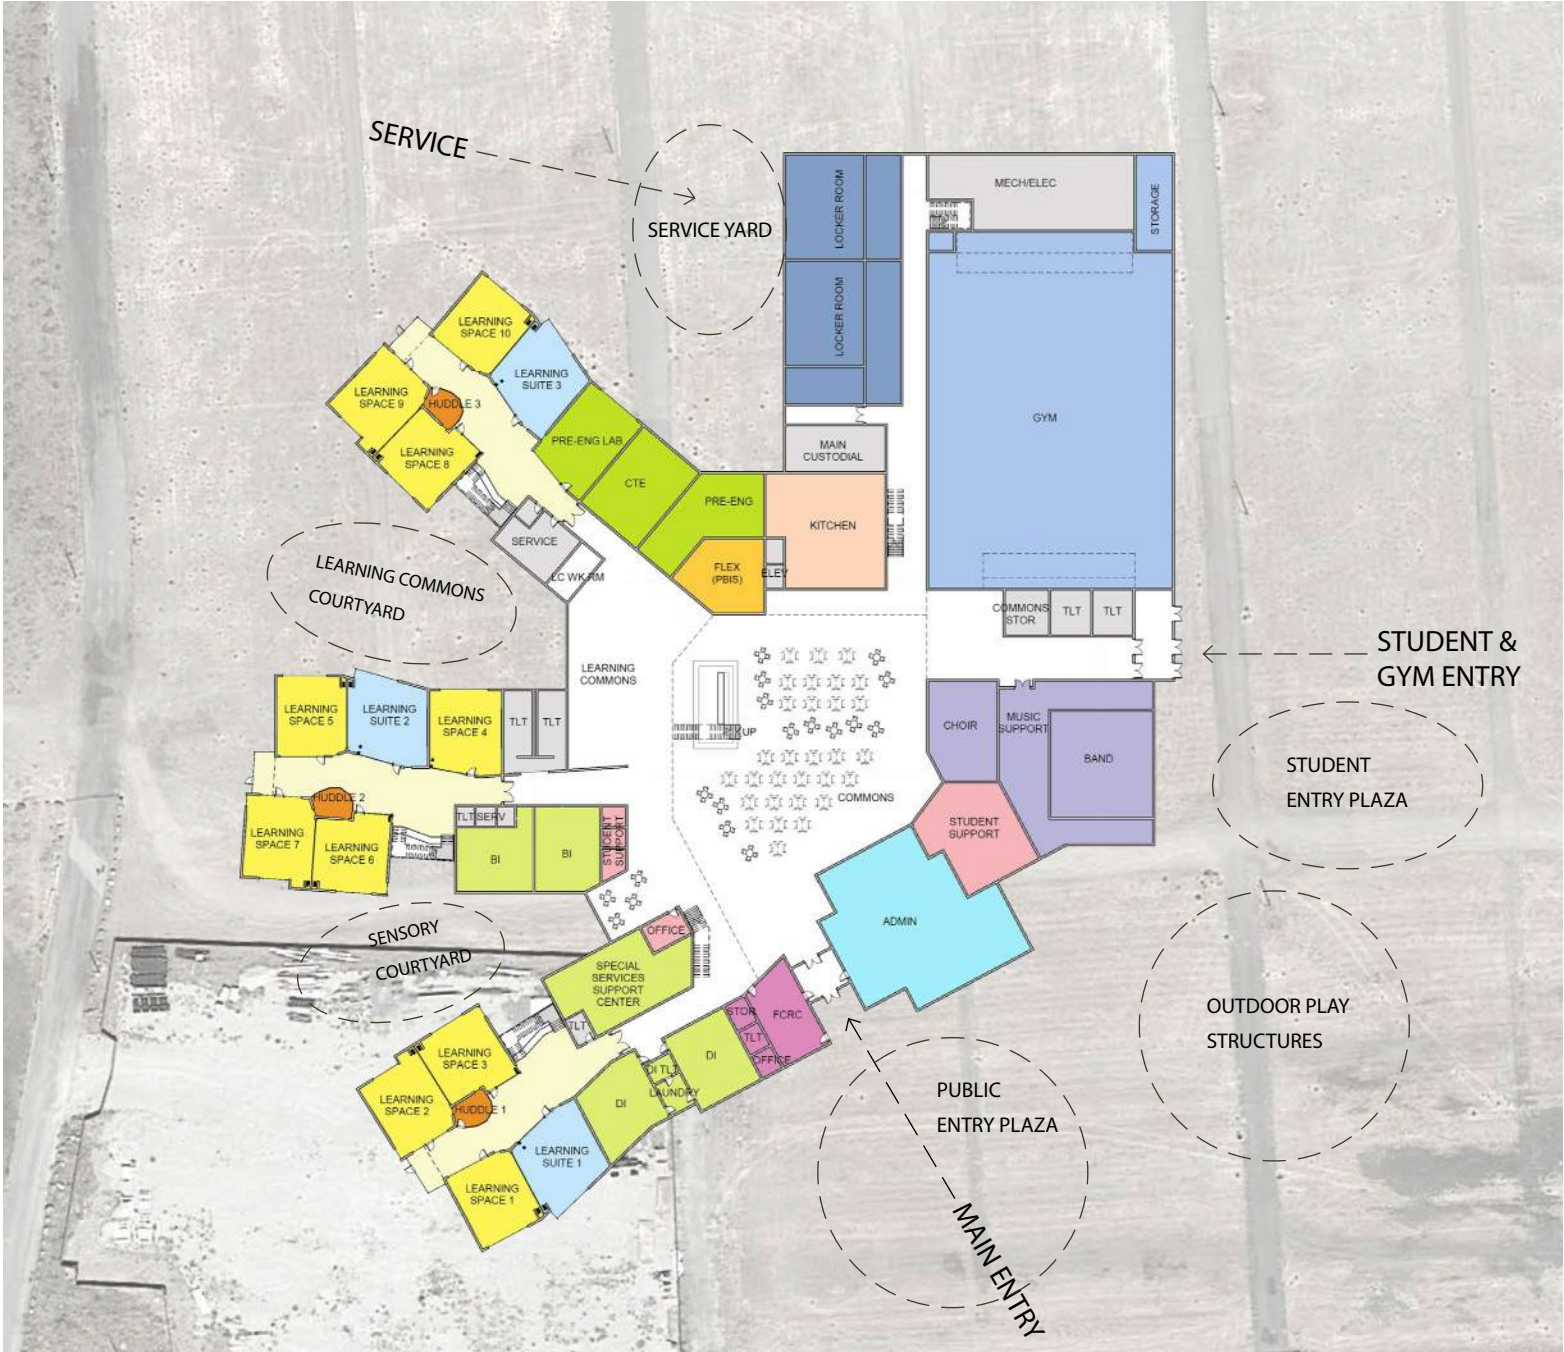 SERVICE
SERVICE YARD
LOCKER ROOM
LOCKER ROOM
MECH/ELEC
STORAGE
GYM
LEARNING
SPACE 10
LEARNING
SUITE 3
LEARNING
SPACE 9
HUDDLE 3
LEARNING
SPACE 8
PRE-ENG LAB
CTE
PRE-ENG
MAIN
CUSTODIAL
KITCHEN
SERVICE
LC WK RM
FLEX
(PBIS)
ELEV
LEARNING COMMONS
COURTYARD
COMMONS
STOR
TLT
TLT
STUDENT &
GYM ENTRY
LEARNING
COMMONS
LEARNING
SPACE 5
LEARNING
SUITE 2
LEARNING
SPACE 4
TLT
TLT
UP
CHOIR
MUSIC
SUPPORT
BAND
STUDENT
ENTRY PLAZA
COMMONS
HUDDLE 2
LEARNING
SPACE 7
LEARNING
SPACE 6
TLT
SERV
BI
BI
STUDENT
SUPPORT
STUDENT
SUPPORT
ADMIN
SENSORY
COURTYARD
OFFICE
SPECIAL
SERVICES
SUPPORT
CENTER
TLT
STOR
FCRC
TLT
OFFICE
DI
DI TLT
LAUNDRY
DI
LEARNING
SPACE 3
LEARNING
SPACE 2
HUDDLE 1
LEARNING
SUITE 1
LEARNING
SPACE 1
OUTDOOR PLAY
STRUCTURES
PUBLIC
ENTRY PLAZA
MAIN ENTRY